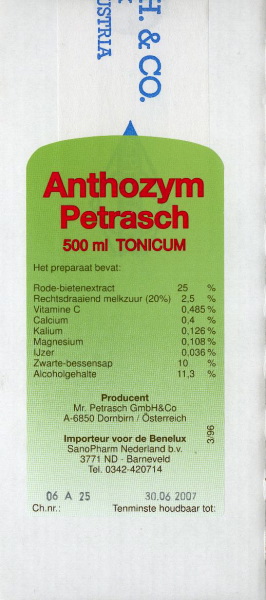 H. & CO.
USTRIA
Anthozym
Petrasch
500 ml TONICUM
Het preparaat bevat:
Rode-bietenextract 25 %
Rechtsdraaiend melkzuur (20%) 2,5 %
Vitamine C 0,485 %
Calcium 0,4 %
Kalium 0,126 %
Magnesium 0,108 %
IJzer 0,036 %
Zwarte-bessensap 10 %
Alcoholgehalte 11,3 %
Producent
Mr. Petrasch GmbH&Co
A-6850 Dornbirn / Österreich
Importeur voor de Benelux
SanoPharm Nederland b.v.
3771 ND - Barneveld
Tel. 0342-420714
3/96
06 A 25 30.06 2007
Ch.nr.: Tenminste houdbaar tot: